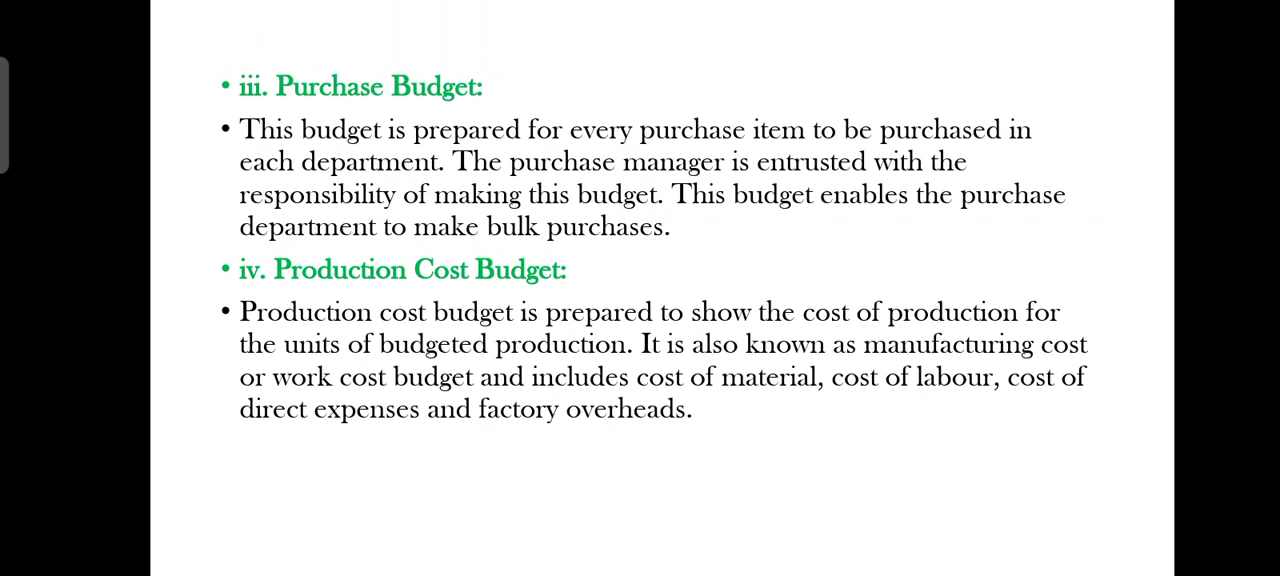 • iii. Purchase Budget:
• This budget is prepared for every purchase item to be purchased in
each department. The purchase manager is entrusted with the
responsibility of making this budget. This budget enables the purchase
department to make bulk purchases.
• iv. Production Cost Budget:
• Production cost budget is prepared to show the cost of production for
the units of budgeted production. It is also known as manufacturing cost
or work cost budget and includes cost of material, cost of labour, cost of
direct expenses and factory overheads.